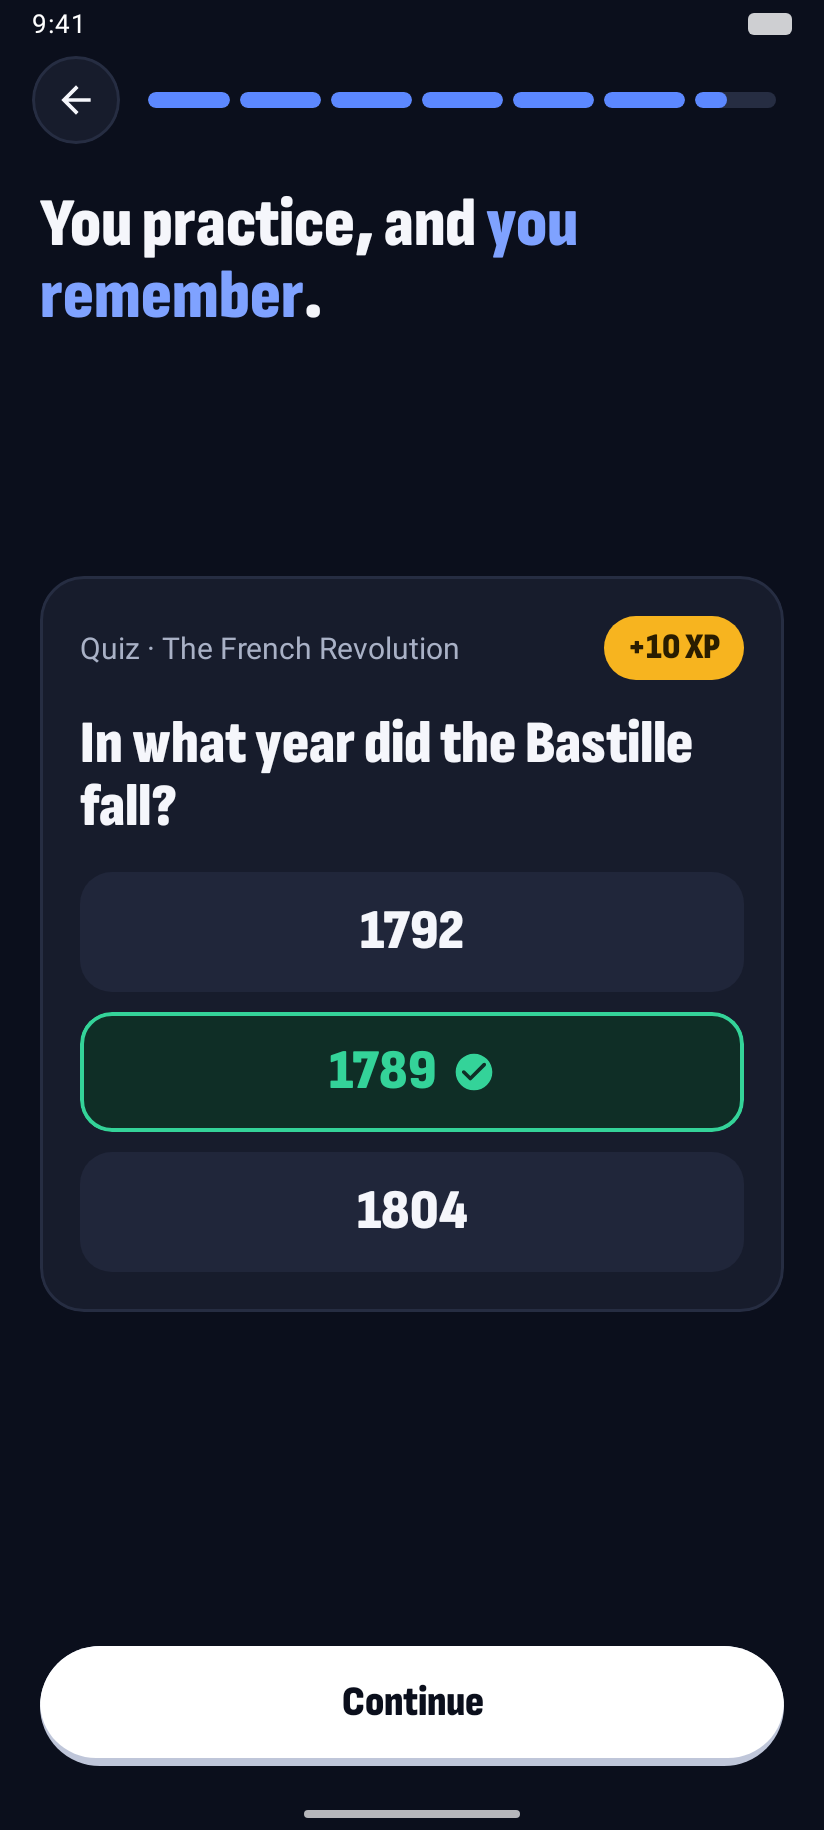 9:41
You practice, and you
remember.
Quiz · The French Revolution
+10 XP
In what year did the Bastille
fall?
1792
1789
1804
Continue